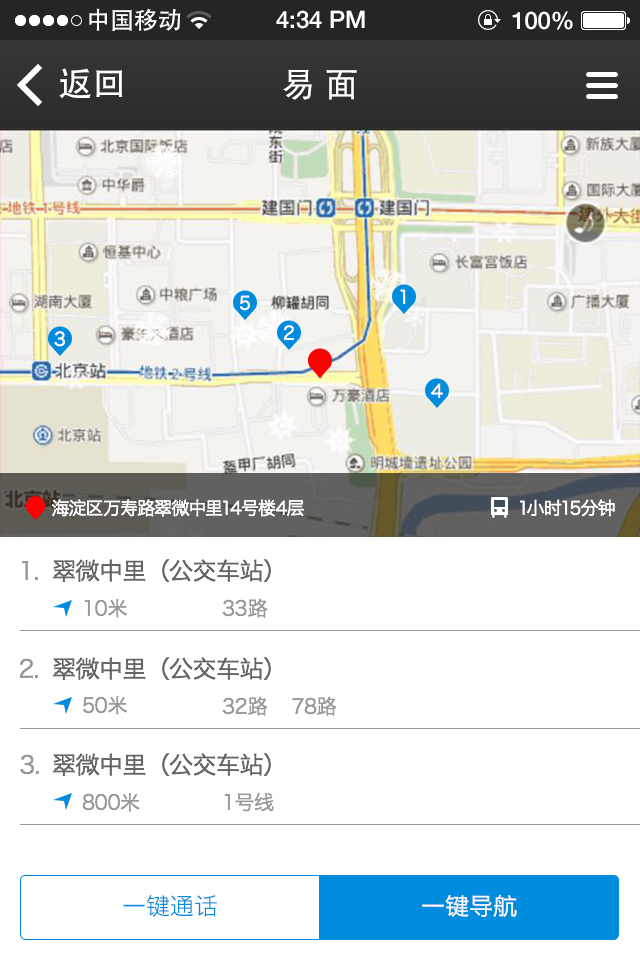 中国移动 4:34 PM 100%
返回 易 面
店 北京国际饭店 东街 新族大厦
中华爵 国际大厦
地铁1号线 建国门 建国门 大街
恒基中心 长富宫饭店
湖南大厦 中粮广场 5 柳罐胡同 1 广播大厦
3 2
北京站 地铁2号线
4
万豪酒店
北京站
盔甲厂胡同 明城墙遗址公园
海淀区万寿路翠微中里14号楼4层 1小时15分钟
1. 翠微中里（公交车站）
10米 33路
2. 翠微中里（公交车站）
50米 32路 78路
3. 翠微中里（公交车站）
800米 1号线
一键通话 一键导航